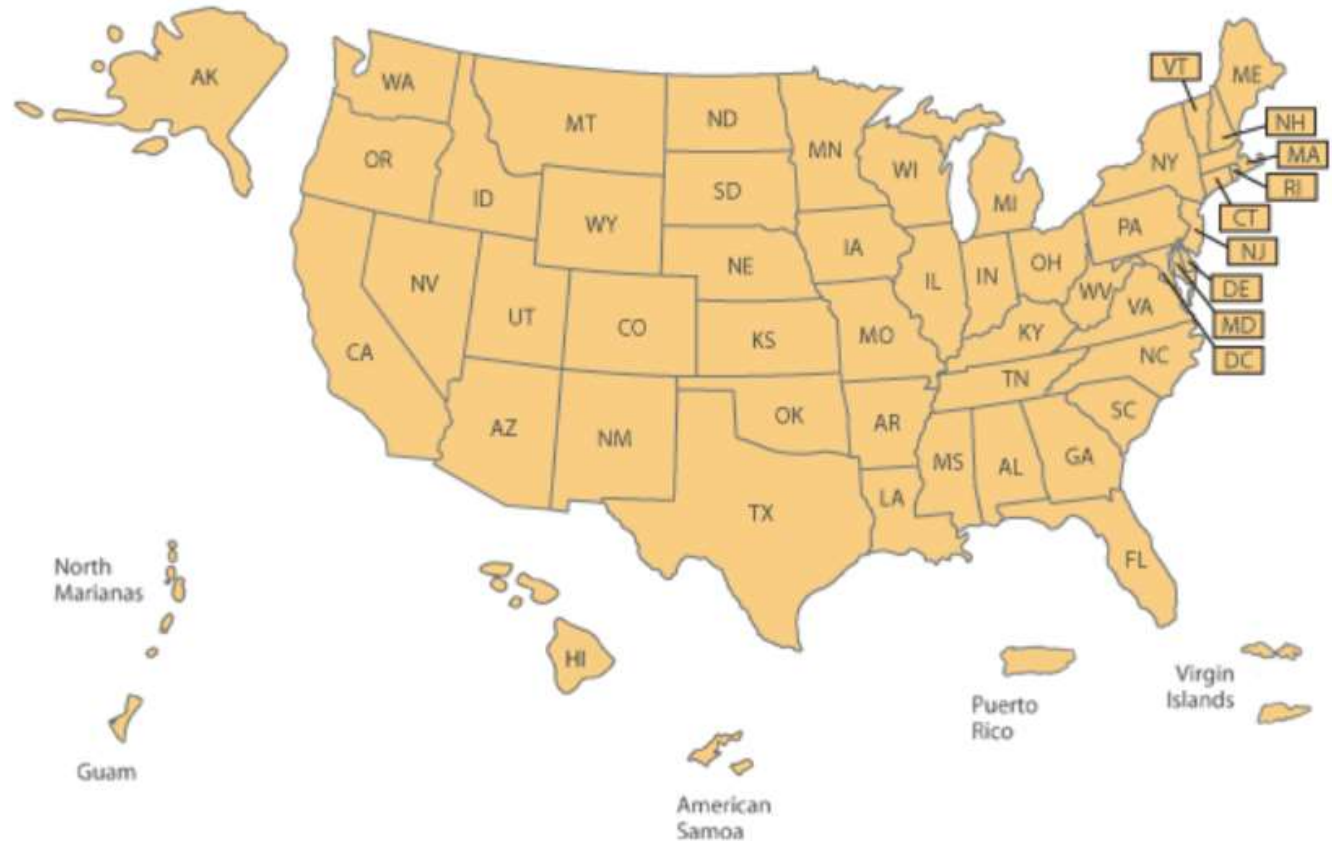 AK
WA
MT
ND
MN
VT
ME
NH
OR
ID
WY
SD
WI
MI
NY
MA
RI
CT
NV
UT
CO
NE
IA
IL
IN
OH
PA
NJ
DE
CA
KS
MO
KY
WV
VA
MD
DC
AZ
NM
OK
AR
TN
NC
SC
TX
LA
MS
AL
GA
FL
North
Marianas
HI
Guam
American
Samoa
Puerto
Rico
Virgin
Islands